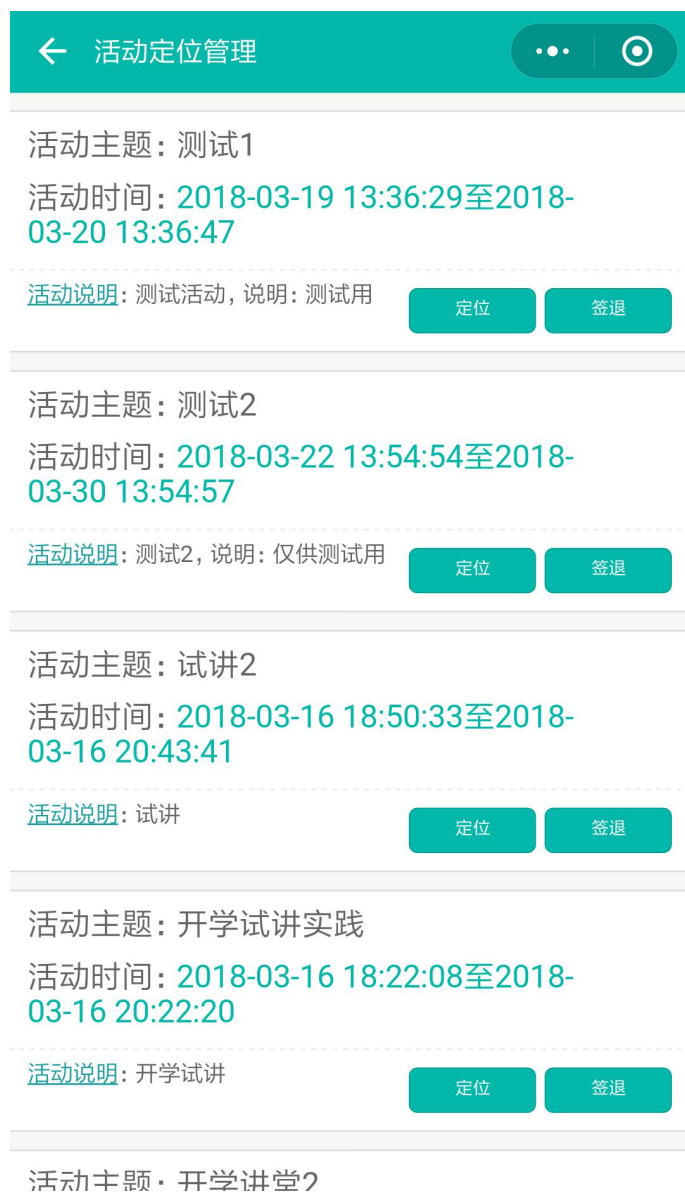 活动定位管理
活动主题：测试1
活动时间：2018-03-19 13:36:29至2018-
03-20 13:36:47
活动说明：测试活动，说明：测试用
定位 签退
活动主题：测试2
活动时间：2018-03-22 13:54:54至2018-
03-30 13:54:57
活动说明：测试2，说明：仅供测试用
定位 签退
活动主题：试讲2
活动时间：2018-03-16 18:50:33至2018-
03-16 20:43:41
活动说明：试讲
定位 签退
活动主题：开学试讲实践
活动时间：2018-03-16 18:22:08至2018-
03-16 20:22:20
活动说明：开学试讲
定位 签退
活动主题：开学讲堂2